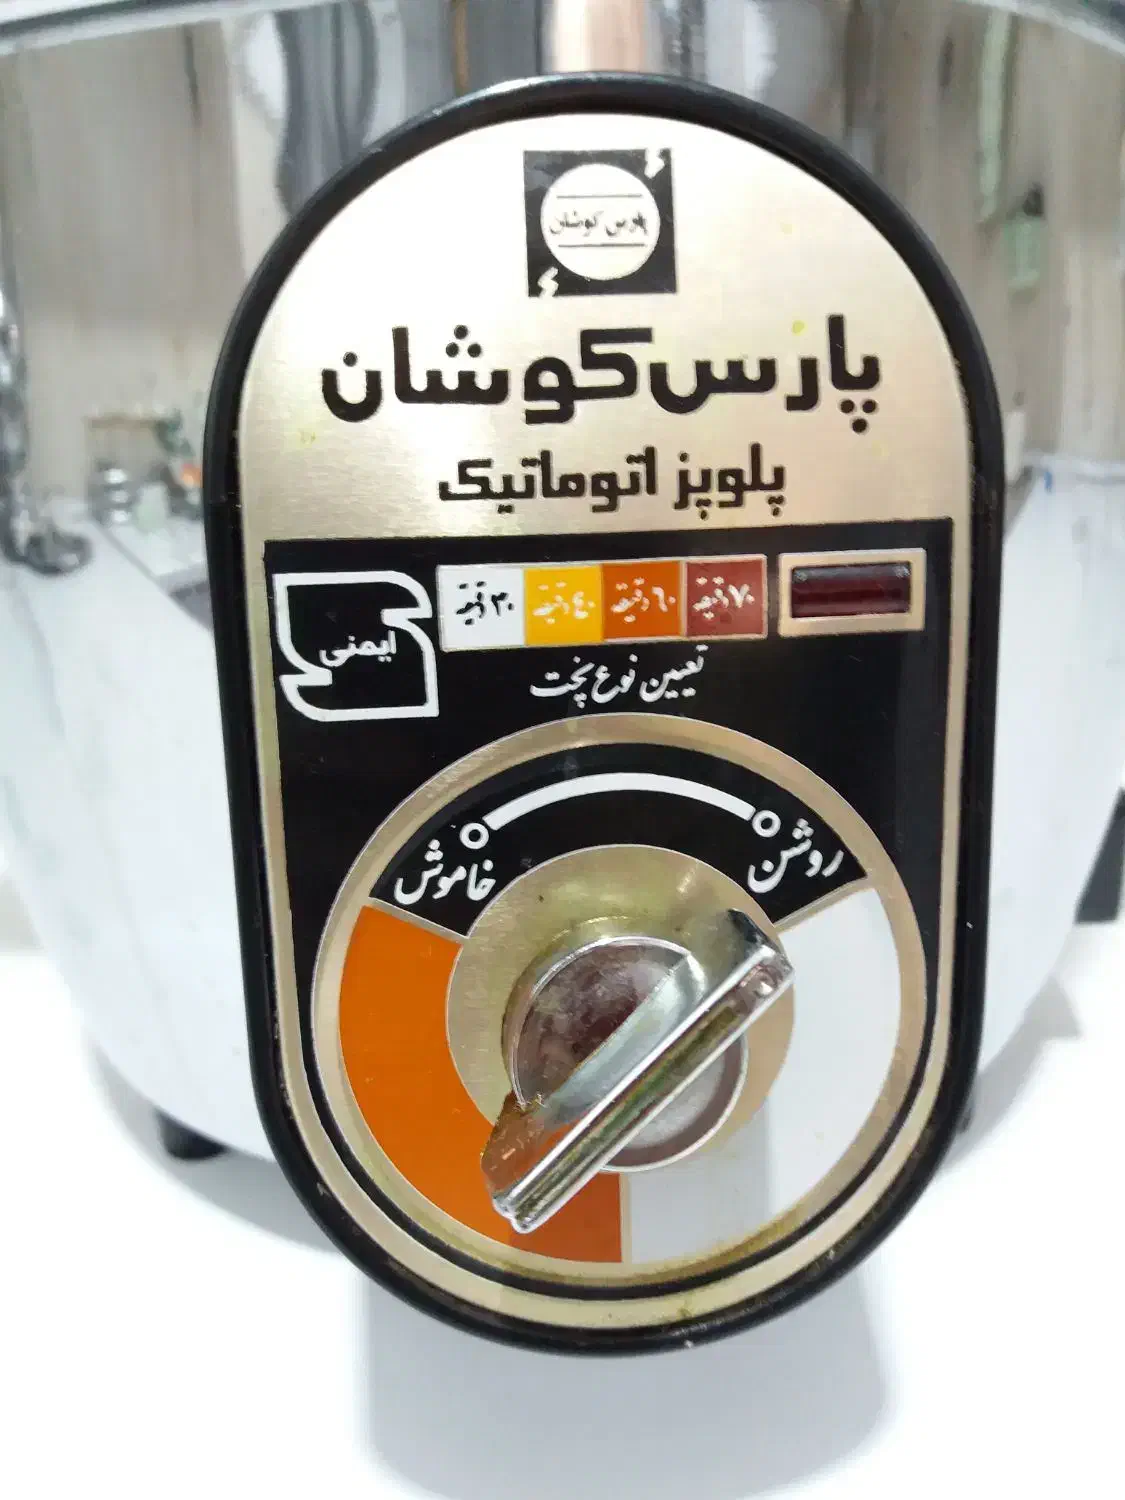 پارس کوشان
پارس کوشان
پلوپز اتوماتیک
۷۰ دقیقه ۶۰ دقیقه ٤٠ دقیقه ۳۰ دقیقه
ایمنی
تعیین نوع پخت
روشن خاموش